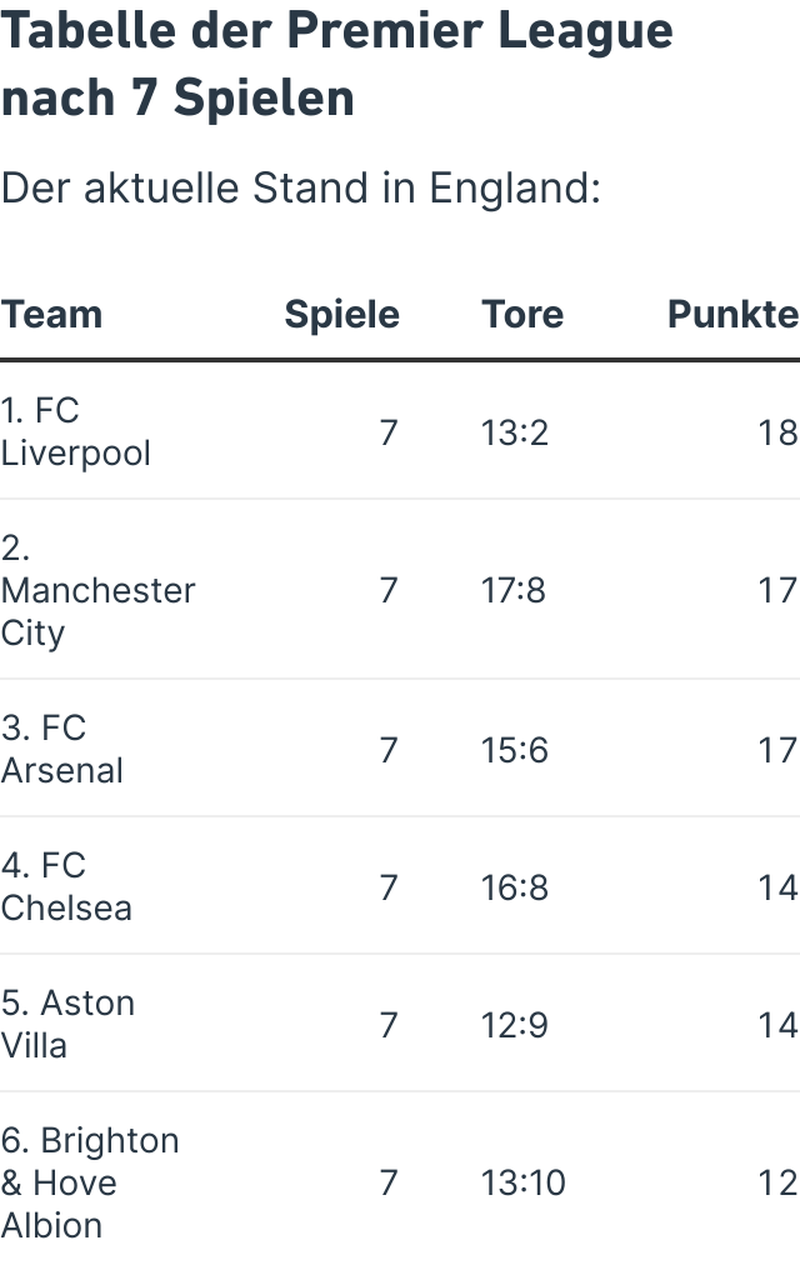 Tabelle der Premier League
nach 7 Spielen
Der aktuelle Stand in England:
Team Spiele Tore Punkte
1. FC
Liverpool 7 13:2 18
2.
Manchester 7 17:8 17
City
3. FC
Arsenal 7 15:6 17
4. FC
Chelsea 7 16:8 14
5. Aston
Villa 7 12:9 14
6. Brighton
& Hove 7 13:10 12
Albion